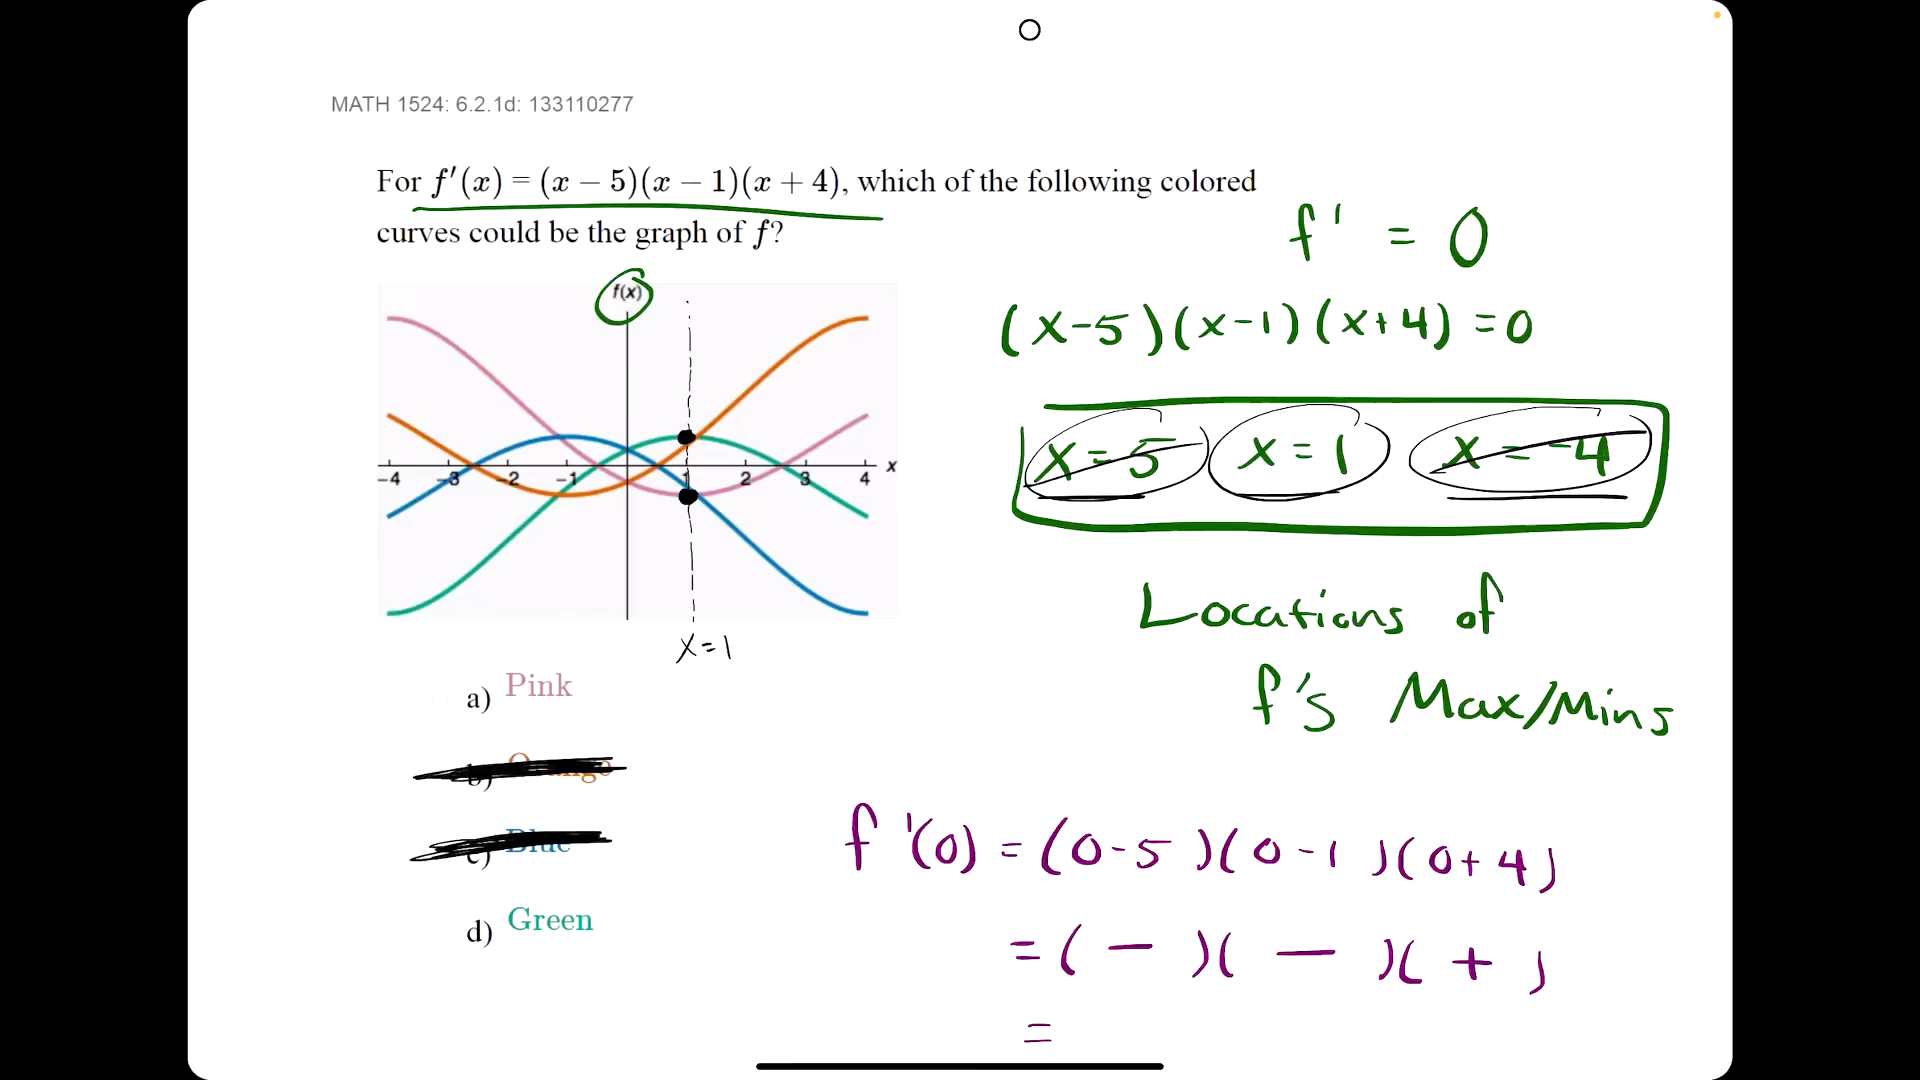 MATH 1524: 6.2.1d: 133110277
For f′(x) = (x − 5)(x − 1)(x + 4), which of the following colored
curves could be the graph of f?
f(x)
−4 −3 −2 −1 1 2 3 4 x
x=1
a) Pink
b) Orange
c) Blue
d) Green
f' = 0
(x-5)(x-1)(x+4) =0
x=5 x=1 x=-4
Locations of
f's Max/Mins
f'(0) = (0-5)(0-1)(0+4)
= ( - )( - )( + )
=